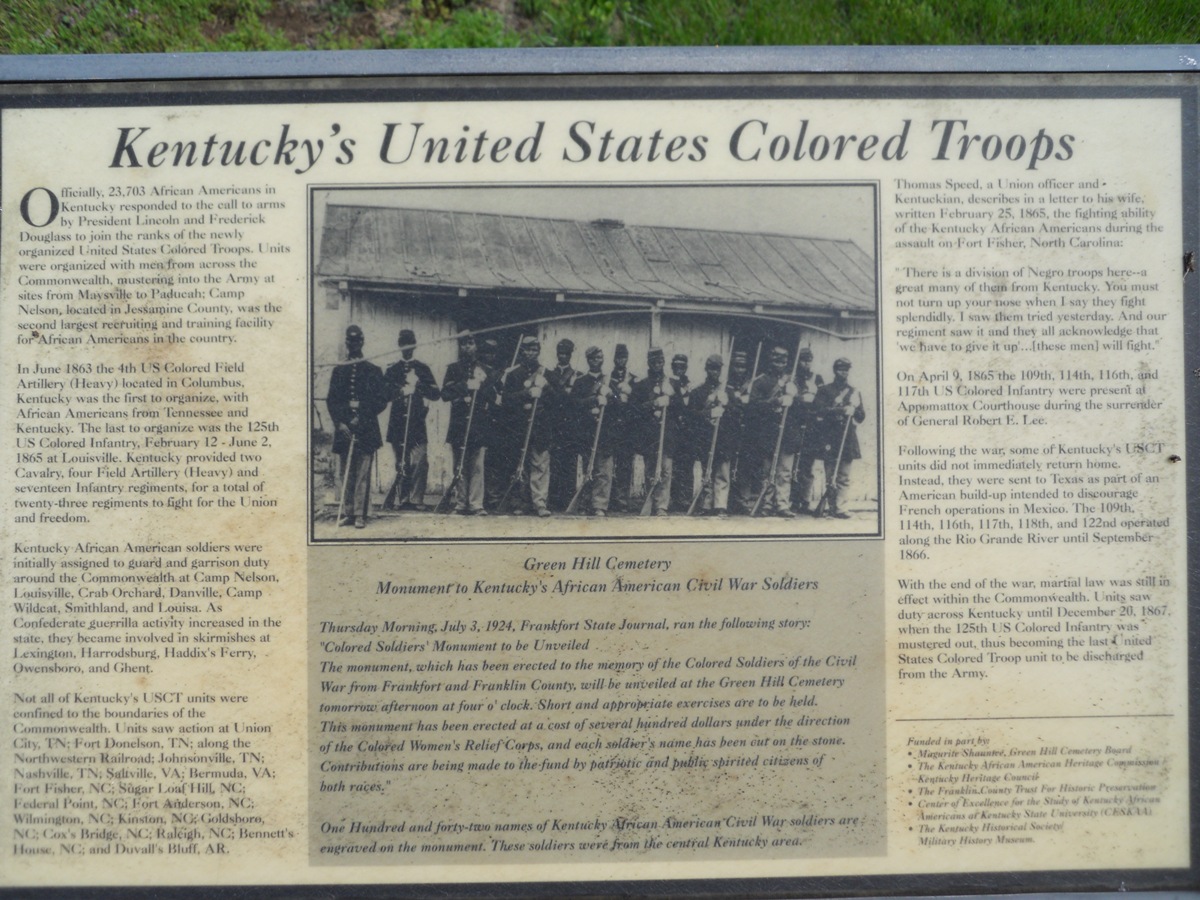 Kentucky's United States Colored Troops
Officially, 23,703 African Americans in
Kentucky responded to the call to arms
by President Lincoln and Frederick
Douglass to join the ranks of the newly
organized United States Colored Troops. Units
were organized with men from across the
Commonwealth, mustering into the Army at
sites from Maysville to Paducah; Camp
Nelson, located in Jessamine County, was the
second largest recruiting and training facility
for African Americans in the country.
In June 1863 the 4th US Colored Field
Artillery (Heavy) located in Columbus,
Kentucky was the first to organize, with
African Americans from Tennessee and
Kentucky. The last to organize was the 125th
US Colored Infantry, February 12 - June 2,
1865 at Louisville. Kentucky provided two
Cavalry, four Field Artillery (Heavy) and
seventeen Infantry regiments, for a total of
twenty-three regiments to fight for the Union
and freedom.
Kentucky African American soldiers were
initially assigned to guard and garrison duty
around the Commonwealth at Camp Nelson,
Louisville, Crab Orchard, Danville, Camp
Wildcat, Smithland, and Louisa. As
Confederate guerrilla activity increased in the
state, they became involved in skirmishes at
Lexington, Harrodsburg, Haddix's Ferry,
Owensboro, and Ghent.
Not all of Kentucky's USCT units were
confined to the boundaries of the
Commonwealth. Units saw action at Union
City, TN; Fort Donelson, TN; along the
Northwestern Railroad; Johnsonville, TN;
Nashville, TN; Saltville, VA; Bermuda, VA;
Fort Fisher, NC; Sugar Loaf Hill, NC;
Federal Point, NC; Fort Anderson, NC;
Wilmington, NC; Kinston, NC; Goldsboro,
NC; Cox's Bridge, NC; Raleigh, NC; Bennett's
House, NC; and Duvall's Bluff, AR.
Green Hill Cemetery
Monument to Kentucky's African American Civil War Soldiers
Thursday Morning, July 3, 1924, Frankfort State Journal, ran the following story:
"Colored Soldiers' Monument to be Unveiled
The monument, which has been erected to the memory of the Colored Soldiers of the Civil
War from Frankfort and Franklin County, will be unveiled at the Green Hill Cemetery
tomorrow afternoon at four o' clock. Short and appropriate exercises are to be held.
This monument has been erected at a cost of several hundred dollars under the direction
of the Colored Women's Relief Corps, and each soldier's name has been cut on the stone.
Contributions are being made to the fund by patriotic and public spirited citizens of
both races."
One Hundred and forty-two names of Kentucky African American Civil War soldiers are
engraved on the monument. These soldiers were from the central Kentucky area.
Thomas Speed, a Union officer and
Kentuckian, describes in a letter to his wife,
written February 25, 1865, the fighting ability
of the Kentucky African Americans during the
assault on Fort Fisher, North Carolina:
" There is a division of Negro troops here--a
great many of them from Kentucky. You must
not turn up your nose when I say they fight
splendidly. I saw them tried yesterday. And our
regiment saw it and they all acknowledge that
'we have to give it up'...[these men] will fight."
On April 9, 1865 the 109th, 114th, 116th, and
117th US Colored Infantry were present at
Appomattox Courthouse during the surrender
of General Robert E. Lee.
Following the war, some of Kentucky's USCT
units did not immediately return home.
Instead, they were sent to Texas as part of an
American build-up intended to discourage
French operations in Mexico. The 109th,
114th, 116th, 117th, 118th, and 122nd operated
along the Rio Grande River until September
1866.
With the end of the war, martial law was still in
effect within the Commonwealth. Units saw
duty across Kentucky until December 20, 1867,
when the 125th US Colored Infantry was
mustered out, thus becoming the last United
States Colored Troop unit to be discharged
from the Army.
Funded in part by:
• Magurite Shauntee, Green Hill Cemetery Board
• The Kentucky African American Heritage Commission
Kentucky Heritage Council
• The Franklin County Trust For Historic Preservation
• Center of Excellence for the Study of Kentucky African
Americans of Kentucky State University (CESKAA)
• The Kentucky Historical Society
Military History Museum.